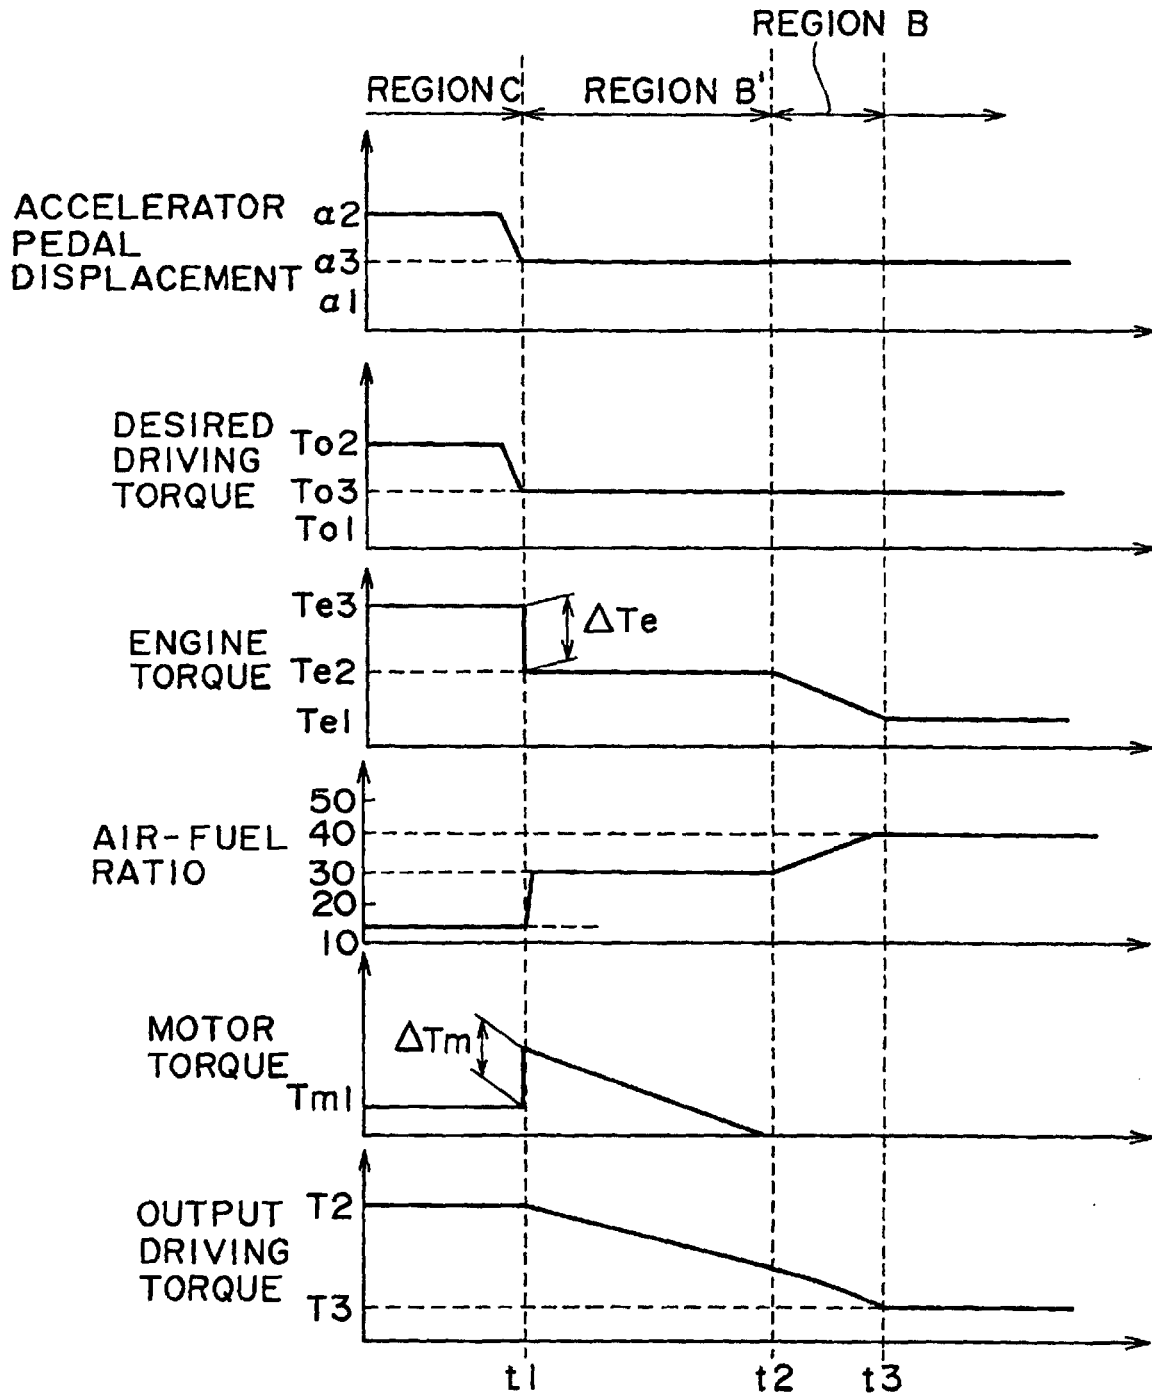 REGION B
REGION C
REGION B'
ACCELERATOR
PEDAL
DISPLACEMENT
α2
α3
α1
DESIRED
DRIVING
TORQUE
To2
To3
To1
ENGINE
TORQUE
Te3
Te2
Te1
ΔTe
AIR-FUEL
RATIO
50
40
30
20
10
MOTOR
TORQUE
ΔTm
Tm1
OUTPUT
DRIVING
TORQUE
T2
T3
t1
t2
t3